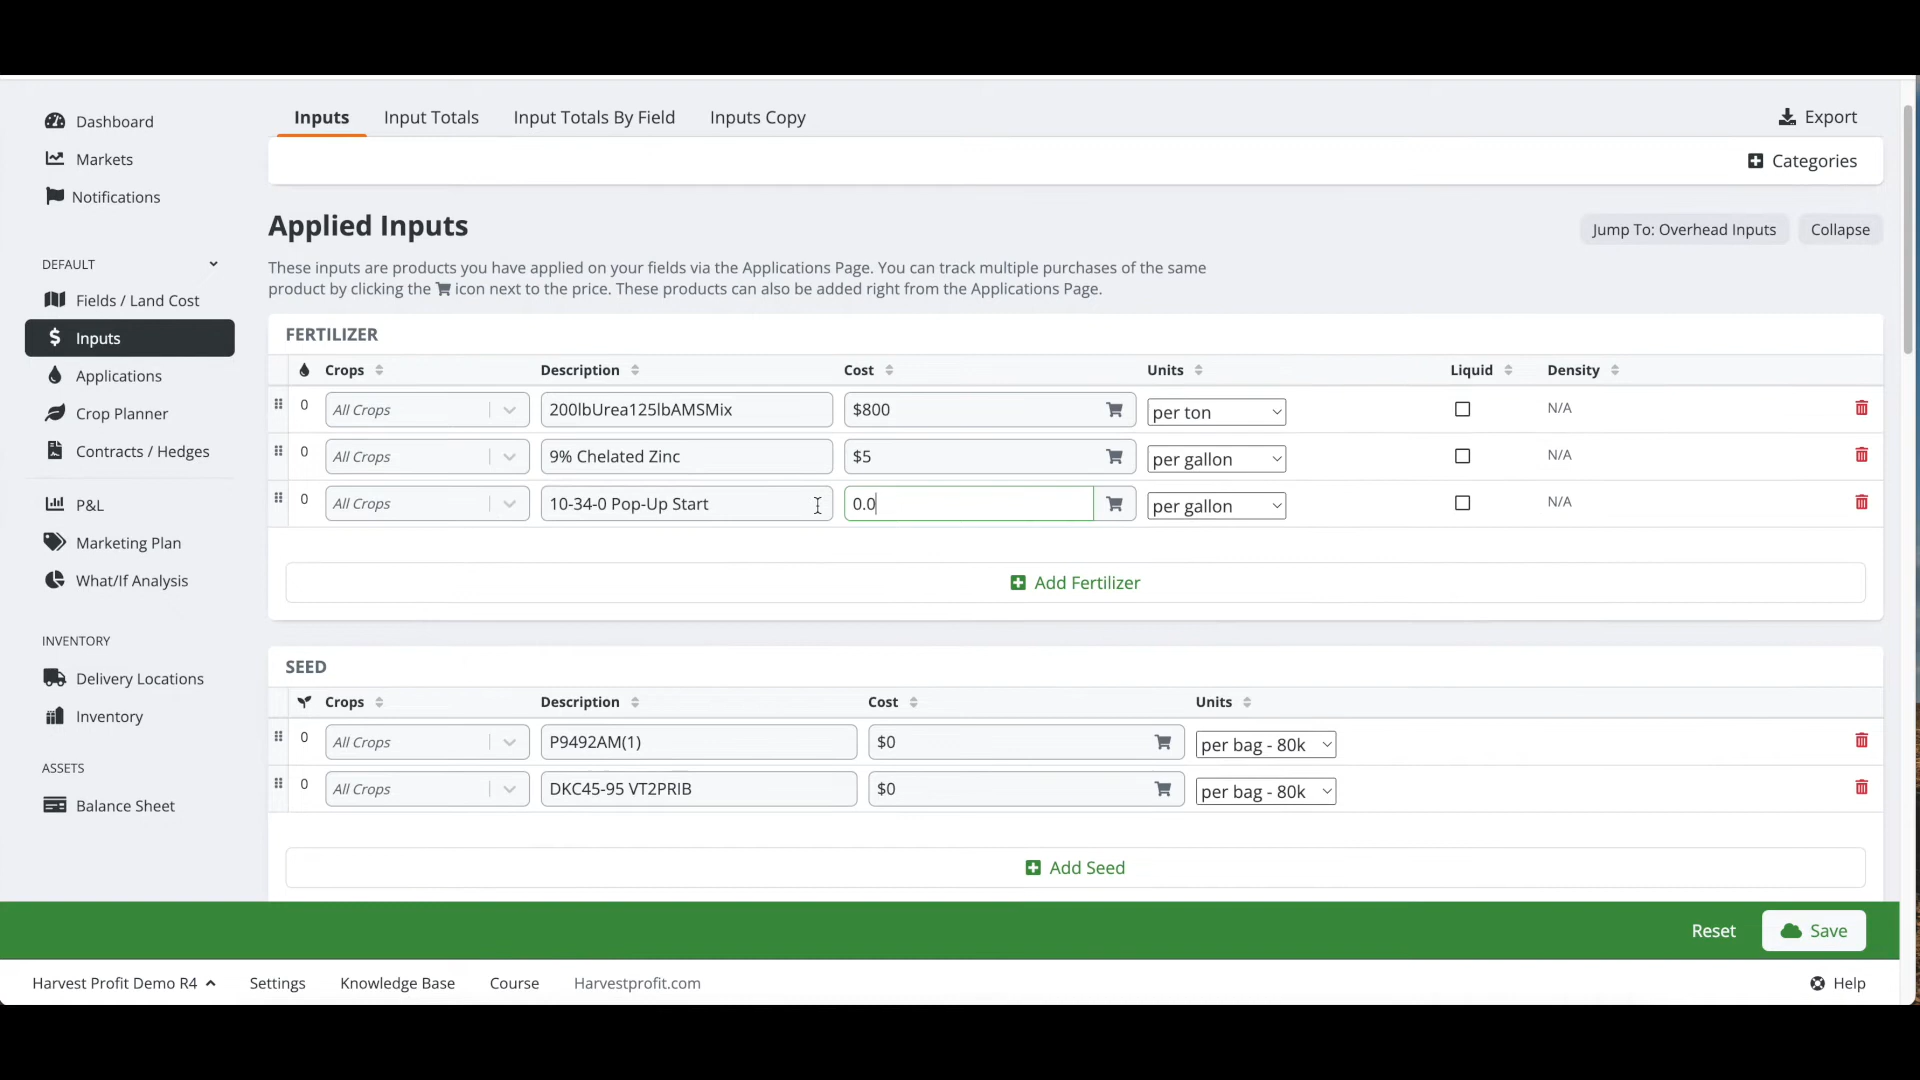 Dashboard
Markets
Notifications
DEFAULT
Fields / Land Cost
Inputs
Applications
Crop Planner
Contracts / Hedges
P&L
Marketing Plan
What/If Analysis
INVENTORY
Delivery Locations
Inventory
ASSETS
Balance Sheet
Inputs Input Totals Input Totals By Field Inputs Copy Export
Categories
Applied Inputs
Jump To: Overhead Inputs Collapse
These inputs are products you have applied on your fields via the Applications Page. You can track multiple purchases of the same
product by clicking the icon next to the price. These products can also be added right from the Applications Page.
FERTILIZER
Crops Description Cost Units Liquid Density
0 All Crops 200lbUrea125lbAMSMix $800 per ton N/A
0 All Crops 9% Chelated Zinc $5 per gallon N/A
0 All Crops 10-34-0 Pop-Up Start 0.0 per gallon N/A
Add Fertilizer
SEED
Crops Description Cost Units
0 All Crops P9492AM(1) $0 per bag - 80k
0 All Crops DKC45-95 VT2PRIB $0 per bag - 80k
Add Seed
Reset Save
Harvest Profit Demo R4 Settings Knowledge Base Course Harvestprofit.com Help